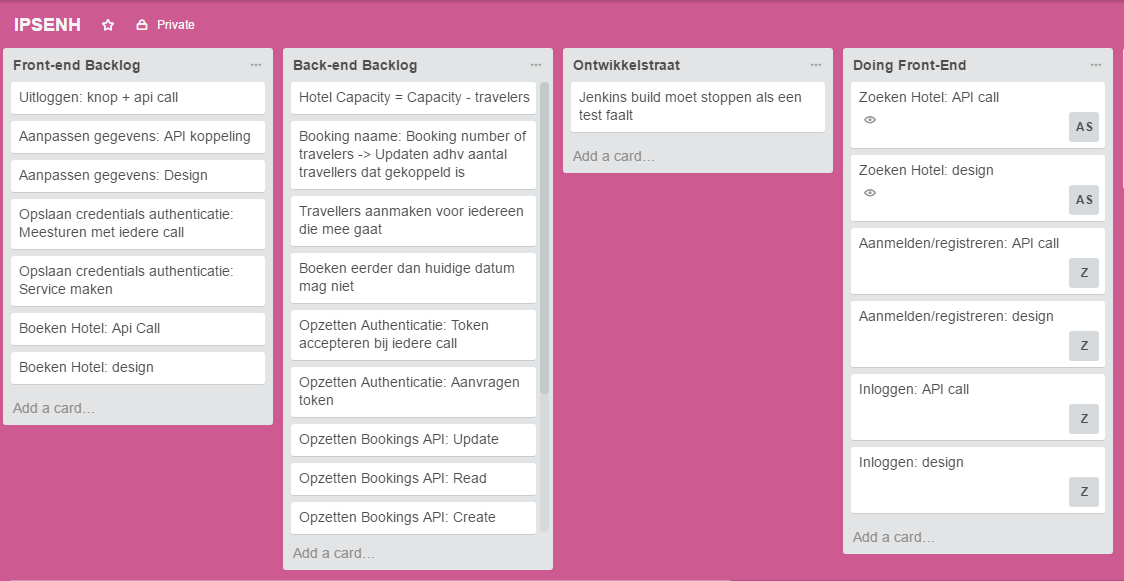 IPSENH
Private
Front-end Backlog
Uitloggen: knop + api call
Aanpassen gegevens: API koppeling
Aanpassen gegevens: Design
Opslaan credentials authenticatie:
Meesturen met iedere call
Opslaan credentials authenticatie:
Service maken
Boeken Hotel: Api Call
Boeken Hotel: design
Add a card…
Back-end Backlog
Hotel Capacity = Capacity - travelers
Booking naame: Booking number of
travelers -> Updaten adhv aantal
travellers dat gekoppeld is
Travellers aanmaken voor iedereen
die mee gaat
Boeken eerder dan huidige datum
mag niet
Opzetten Authenticatie: Token
accepteren bij iedere call
Opzetten Authenticatie: Aanvragen
token
Opzetten Bookings API: Update
Opzetten Bookings API: Read
Opzetten Bookings API: Create
Add a card…
Ontwikkelstraat
Jenkins build moet stoppen als een
test faalt
Add a card…
Doing Front-End
Zoeken Hotel: API call
AS
Zoeken Hotel: design
AS
Aanmelden/registreren: API call
Z
Aanmelden/registreren: design
Z
Inloggen: API call
Z
Inloggen: design
Z
Add a card…